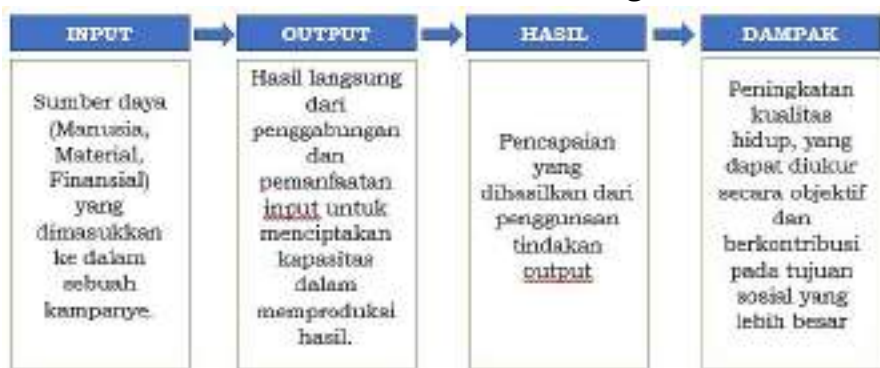 INPUT
OUTPUT
HASIL
DAMPAK
Sumber daya
(Manusia,
Material,
Finansial)
yang
dimasukkan
ke dalam
sebuah
kampanye.
Hasil langsung
dari
penggabungan
dan
pemanfaatan
input untuk
menciptakan
kapasitas
dalam
memproduksi
hasil.
Pencapaian
yang
dihasilkan dari
penggunaan
tindakan
output
Peningkatan
kualitas
hidup, yang
dapat diukur
secara objektif
dan
berkontribusi
pada tujuan
sosial yang
lebih besar